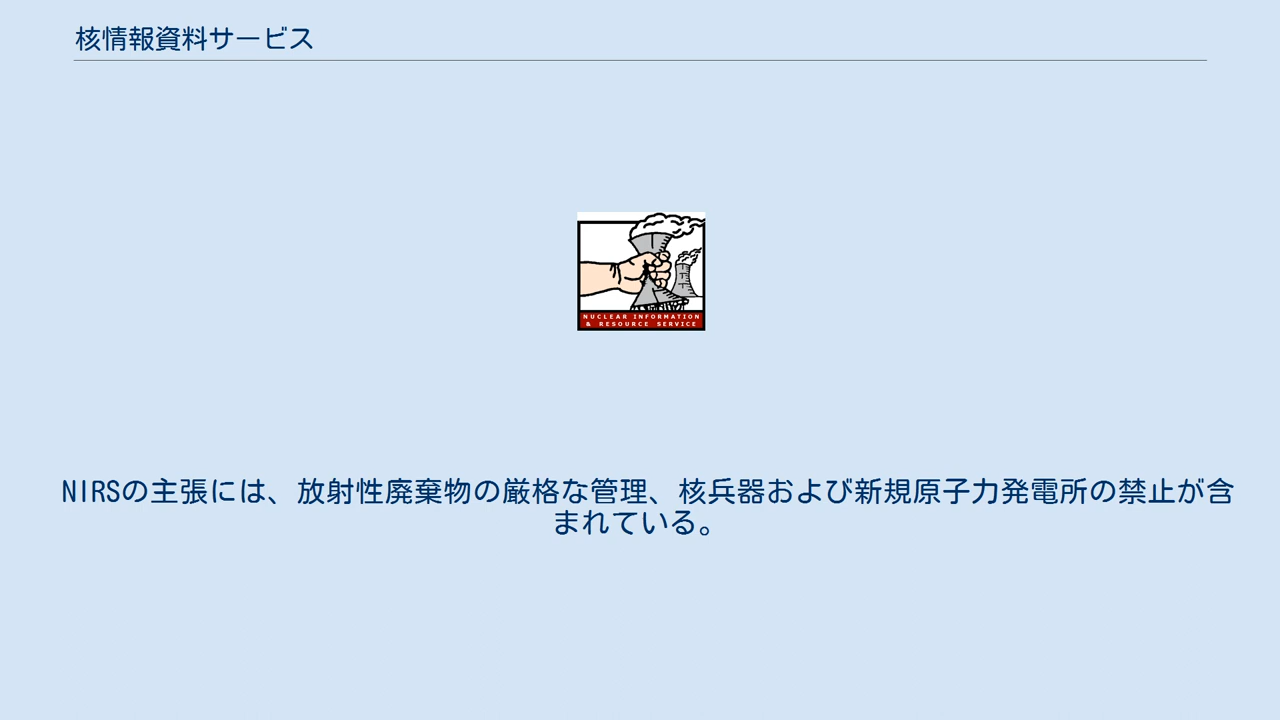 核情報資料サービス
NUCLEAR INFORMATION
& RESOURCE SERVICE
NIRSの主張には、放射性廃棄物の厳格な管理、核兵器および新規原子力発電所の禁止が含
まれている。